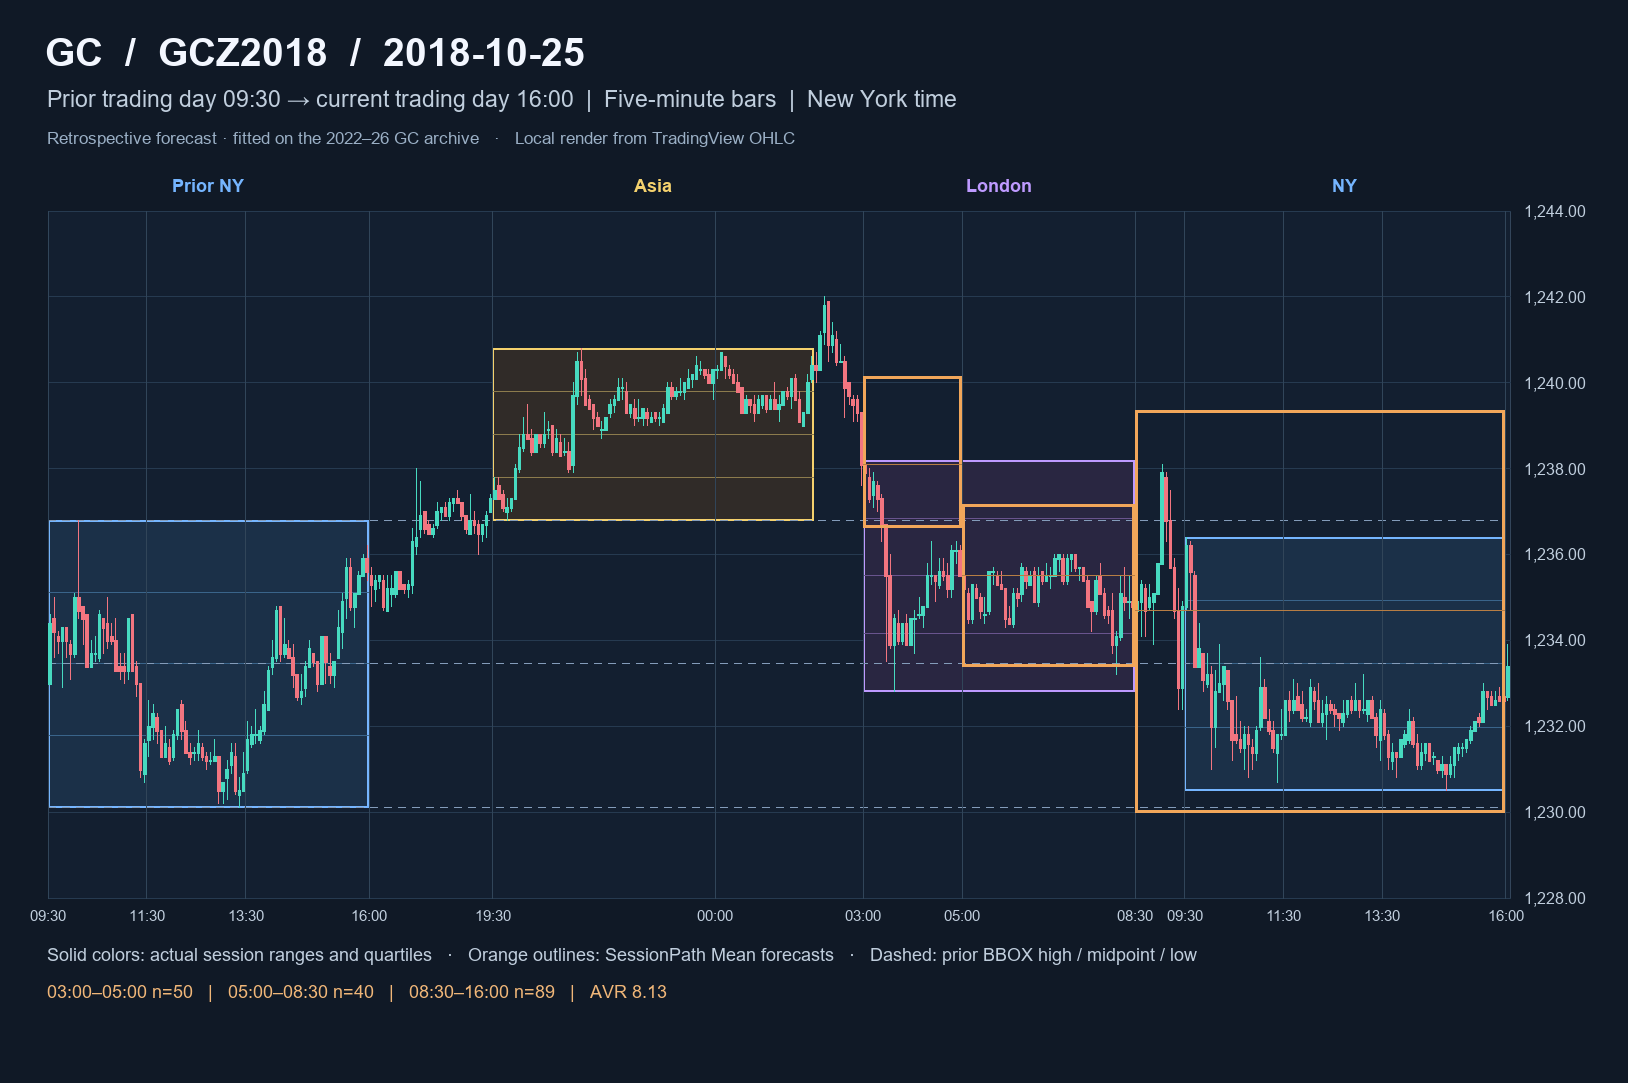 GC / GCZ2018 / 2018-10-25
Prior trading day 09:30 → current trading day 16:00 | Five-minute bars | New York time
Retrospective forecast · fitted on the 2022–26 GC archive · Local render from TradingView OHLC
Prior NY Asia London NY
1,244.00
1,242.00
1,240.00
1,238.00
1,236.00
1,234.00
1,232.00
1,230.00
1,228.00
09:30 11:30 13:30 16:00 19:30 00:00 03:00 05:00 08:30 09:30 11:30 13:30 16:00
Solid colors: actual session ranges and quartiles · Orange outlines: SessionPath Mean forecasts · Dashed: prior BBOX high / midpoint / low
03:00–05:00 n=50 | 05:00–08:30 n=40 | 08:30–16:00 n=89 | AVR 8.13